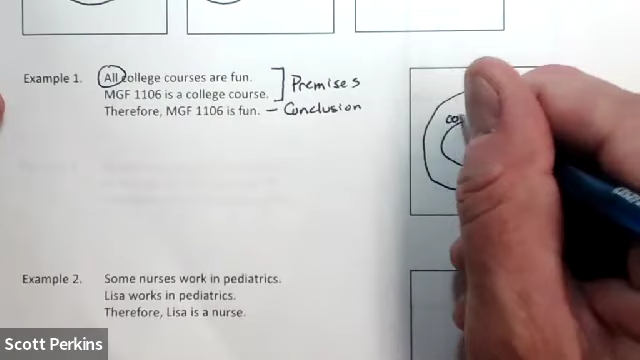 Example 1. All college courses are fun.
MGF 1106 is a college course.
Therefore, MGF 1106 is fun.
Premises
— Conclusion
co
Example 2. Some nurses work in pediatrics.
Lisa works in pediatrics.
Therefore, Lisa is a nurse.
Scott Perkins